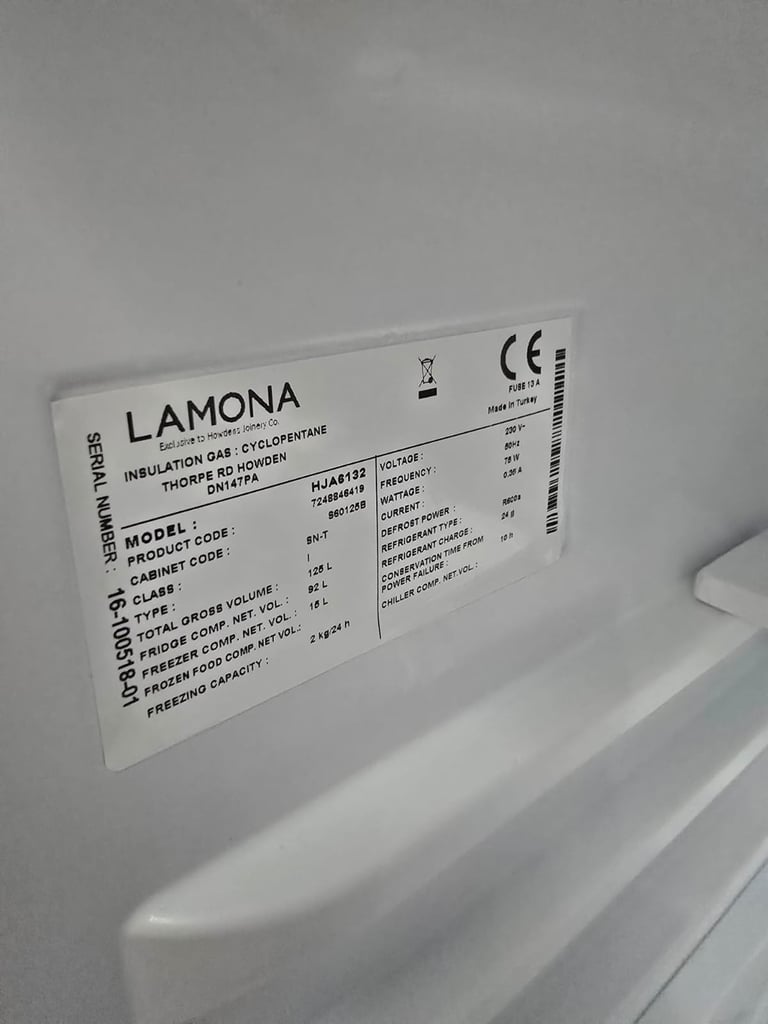 LAMONA
Exclusive to Howdens Joinery Co.
INSULATION GAS : CYCLOPENTANE
THORPE RD HOWDEN
DN147PA
CE
FUSE 13 A
Made in Turkey
SERIAL NUMBER : 16-100518-01
MODEL : HJA6132
PRODUCT CODE : 7248846419
CABINET CODE : S60125B
CLASS : SN-T
TYPE : I
TOTAL GROSS VOLUME : 125 L
FRIDGE COMP. NET. VOL. : 92 L
FREEZER COMP. NET. VOL. : 15 L
FROZEN FOOD COMP. NET VOL.:
FREEZING CAPACITY : 2 kg/24 h
VOLTAGE : 230 V~
FREQUENCY : 50Hz
WATTAGE : 75 W
CURRENT : 0.35 A
DEFROST POWER :
REFRIGERANT TYPE : R600a
REFRIGERANT CHARGE : 24 g
CONSERVATION TIME FROM
POWER FAILURE : 10 h
CHILLER COMP. NET. VOL. :